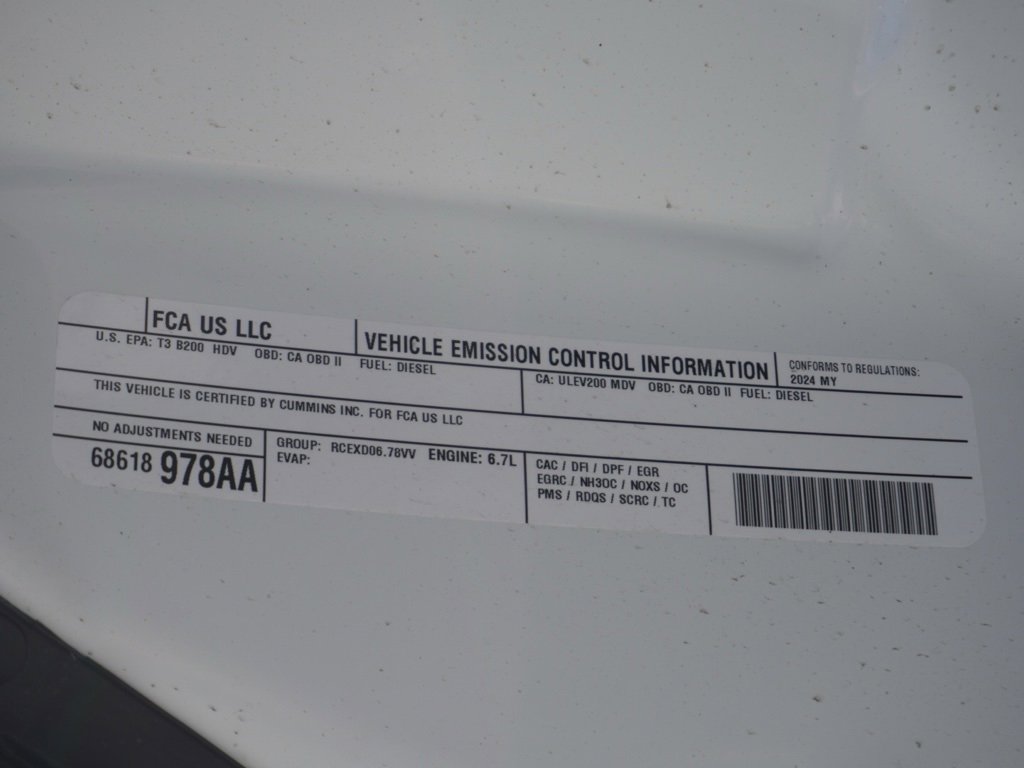 FCA US LLC
VEHICLE EMISSION CONTROL INFORMATION
CONFORMS TO REGULATIONS:
2024 MY
U.S. EPA: T3 B200 HDV OBD: CA OBD II FUEL: DIESEL
CA: ULEV200 MDV OBD: CA OBD II FUEL: DIESEL
THIS VEHICLE IS CERTIFIED BY CUMMINS INC. FOR FCA US LLC
NO ADJUSTMENTS NEEDED
68618 978AA
GROUP: RCEXD06.78VV ENGINE: 6.7L
EVAP:
CAC / DFI / DPF / EGR
EGRC / NH3OC / NOXS / OC
PMS / RDQS / SCRC / TC